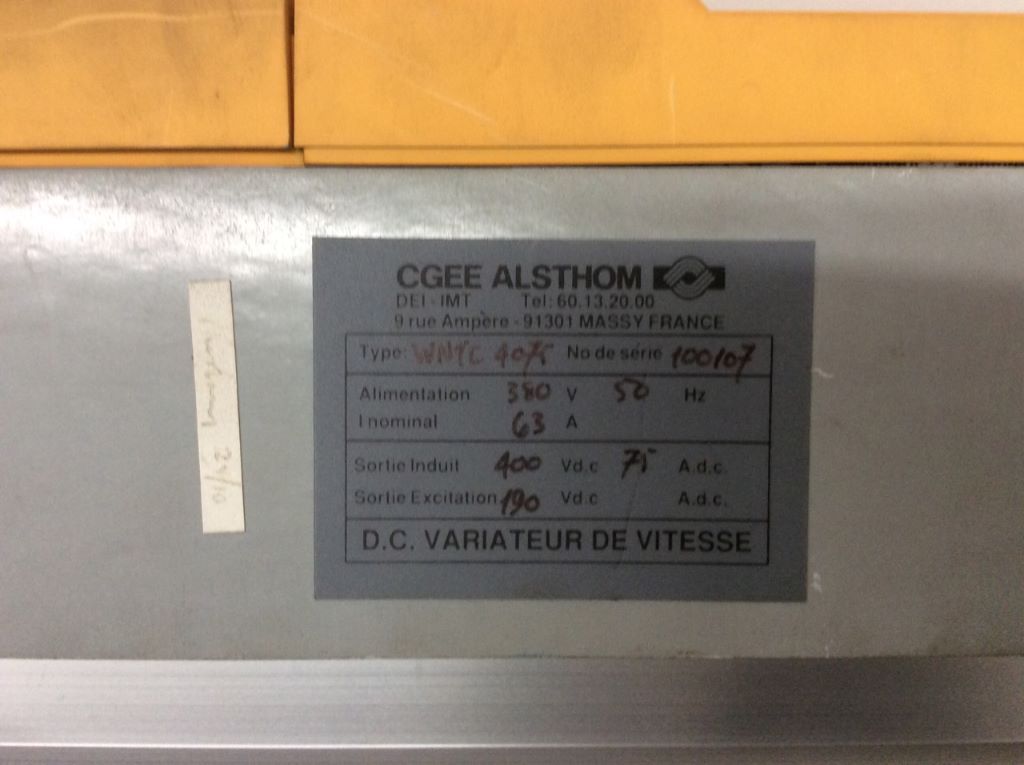 CGEE ALSTHOM
DEI - IMT Tel: 60.13.20.00
9 rue Ampère - 91301 MASSY FRANCE
Type: WNTC 4075 No de série 100107
Alimentation 380 V 50 Hz
I nominal 63 A
Sortie Induit 400 Vd.c 75 A.d.c.
Sortie Excitation 190 Vd.c A.d.c.
D.C. VARIATEUR DE VITESSE